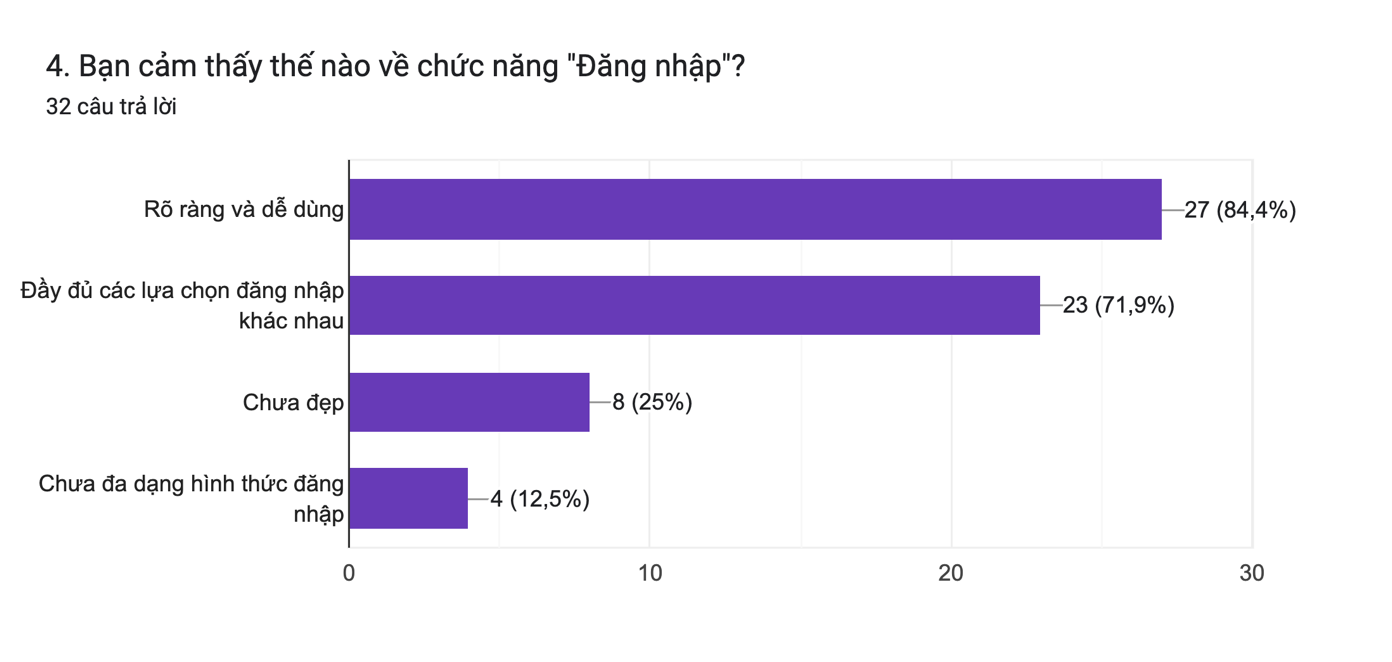 4. Bạn cảm thấy thế nào về chức năng "Đăng nhập"?
32 câu trả lời
Rõ ràng và dễ dùng
27 (84,4%)
Đầy đủ các lựa chọn đăng nhập
khác nhau
23 (71,9%)
Chưa đẹp
8 (25%)
Chưa đa dạng hình thức đăng
nhập
4 (12,5%)
0
10
20
30